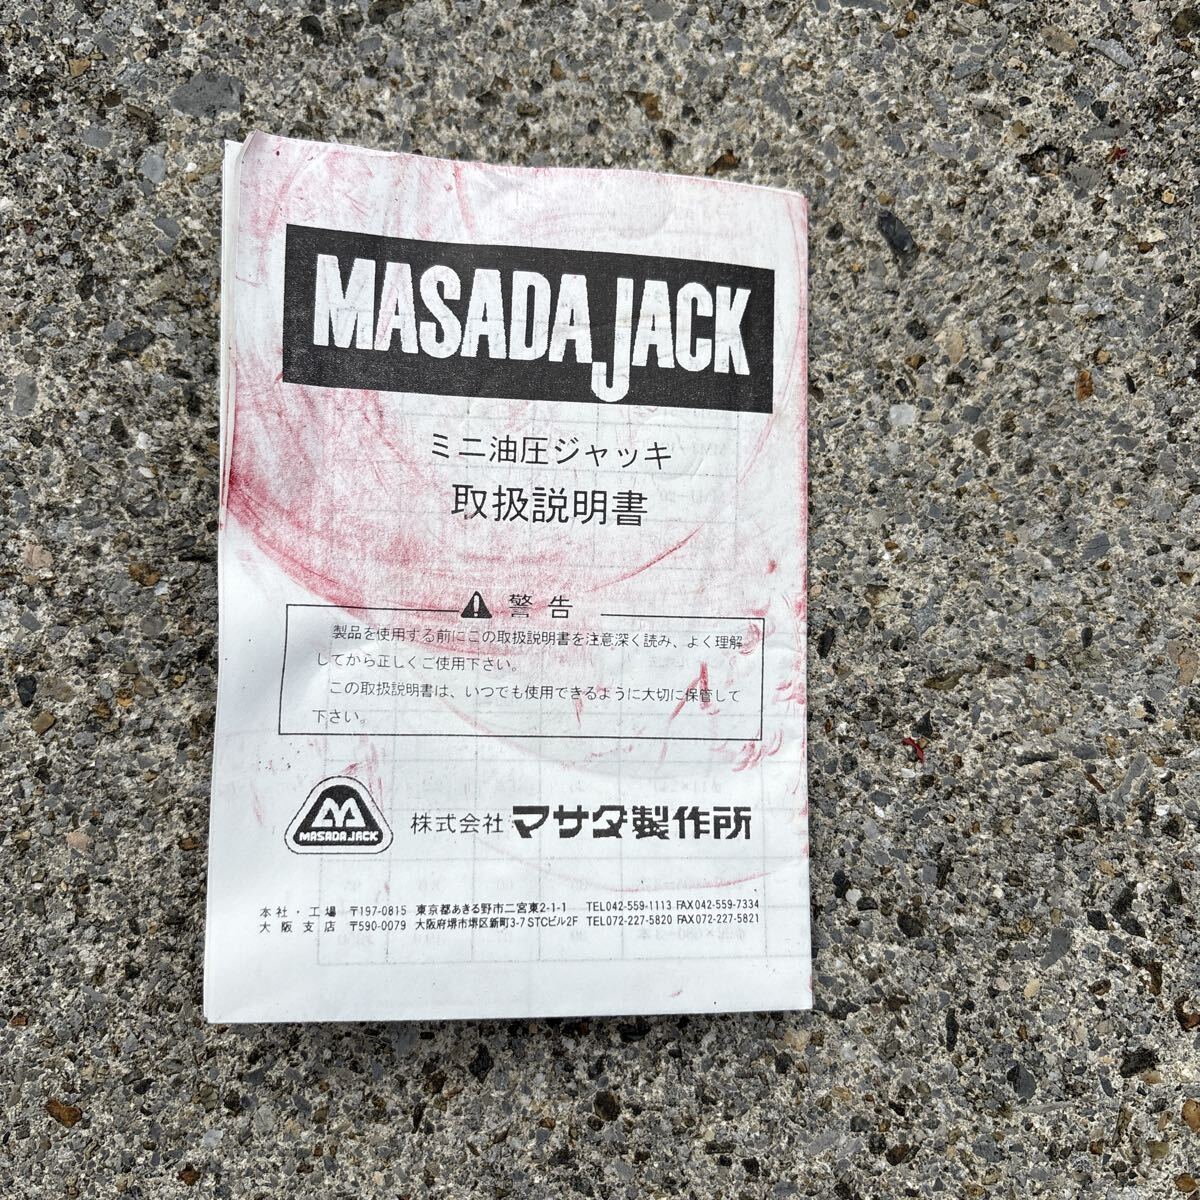 MASADA JACK
ミニ油圧ジャッキ
取扱説明書
警告
製品を使用する前にこの取扱説明書を注意深く読み、よく理解
してから正しくご使用下さい。
この取扱説明書は、いつでも使用できるように大切に保管して
下さい。
MASADA JACK
株式会社 マサダ製作所
本社・工場 〒197-0815 東京都あきる野市二宮東2-1-1 TEL042-559-1113 FAX042-559-7334
大阪支店 〒590-0079 大阪府堺市堺区新町3-7 STCビル2F TEL072-227-5820 FAX072-227-5821